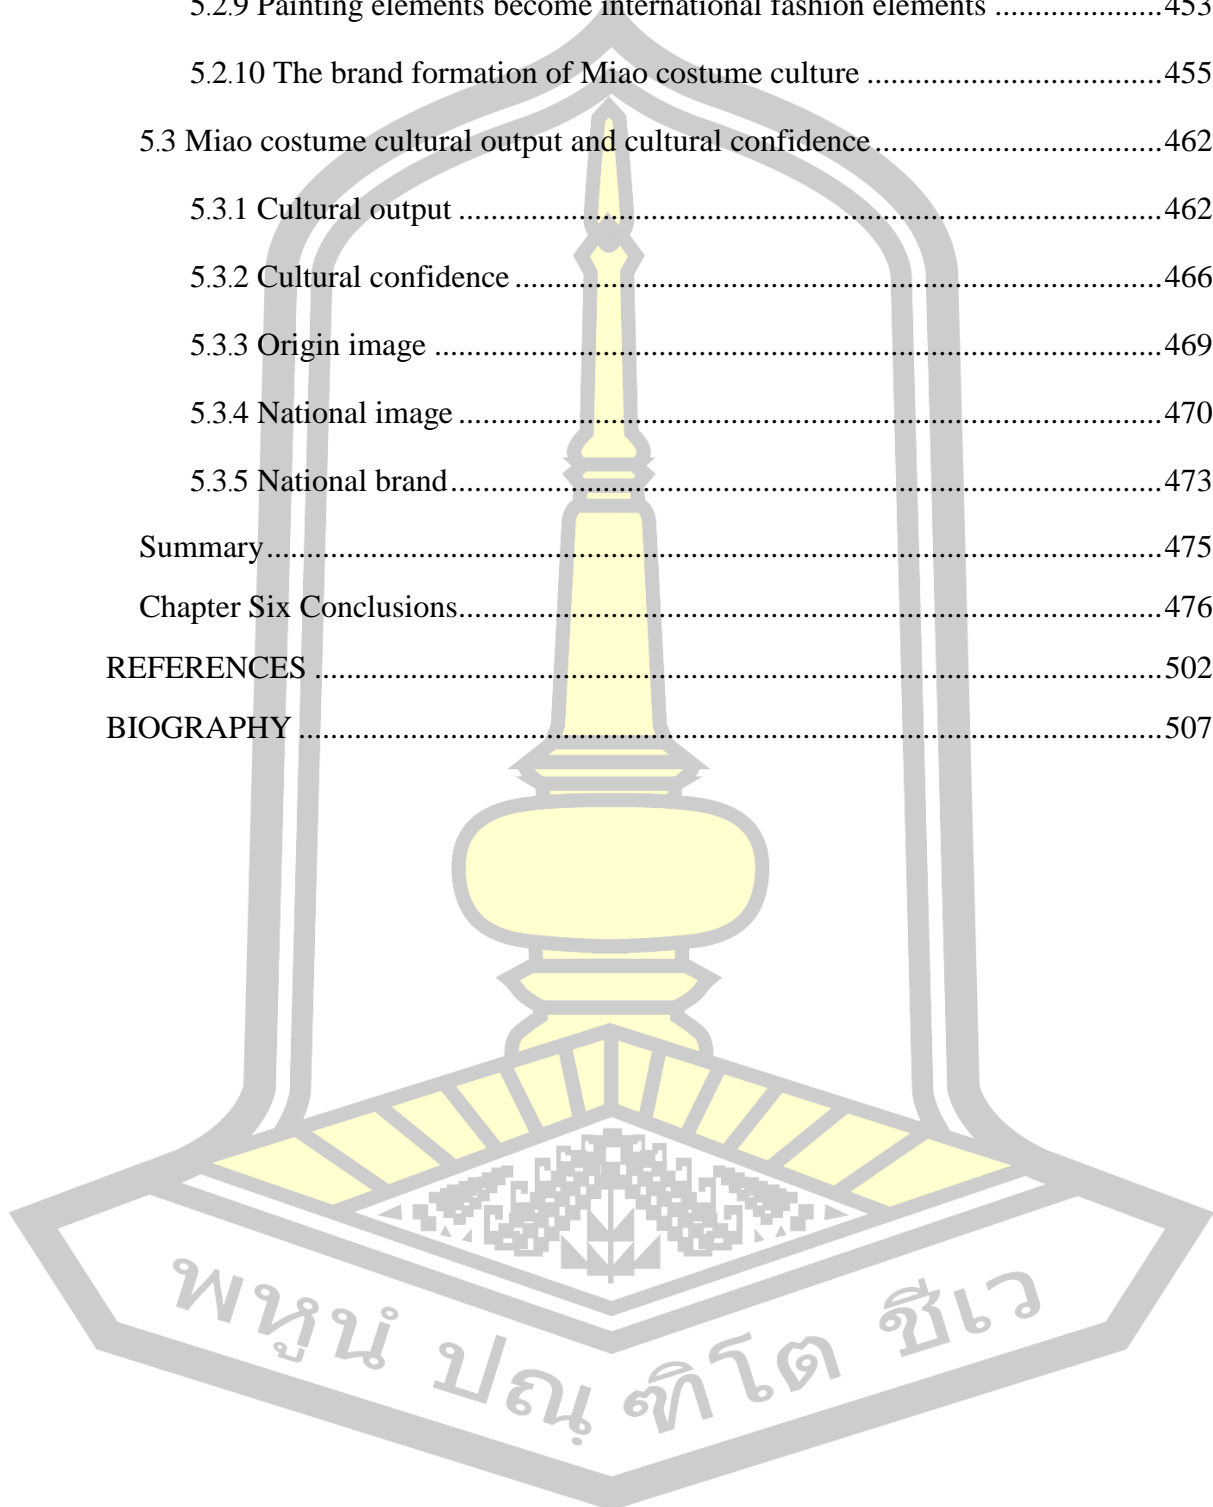 5.2.9 Painting elements become international fashion elements ..................453
5.2.10 The brand formation of Miao costume culture ...................................455
5.3 Miao costume cultural output and cultural confidence ..................................462
5.3.1 Cultural output .....................................................................................462
5.3.2 Cultural confidence ..............................................................................466
5.3.3 Origin image ........................................................................................469
5.3.4 National image .....................................................................................470
5.3.5 National brand ......................................................................................473
Summary ............................................................................................................475
Chapter Six Conclusions.....................................................................................476
REFERENCES ........................................................................................................502
BIOGRAPHY .........................................................................................................507
พหูนํ ปณฺฑิโต ชีเว